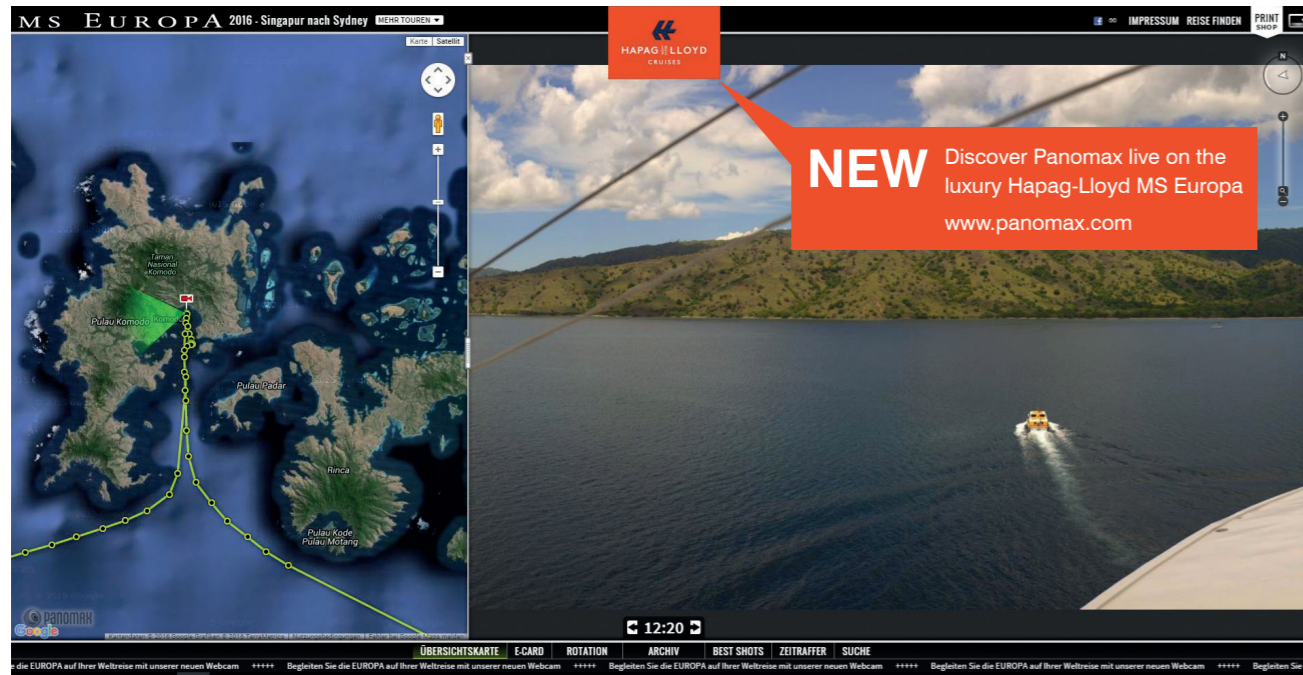 MS EUROPA 2016 - Singapur nach Sydney MEHR TOUREN
HAPAG LLOYD
CRUISES
IMPRESSUM REISE FINDEN
PRINT
SHOP
Karte Satellit
N
NEW
Discover Panomax live on the
luxury Hapag-Lloyd MS Europa
www.panomax.com
Taman
Nasional
Komodo
Pulau Komodo
Komodo
Pulau Padar
Rinca
Pulau Kode
Pulau Motang
PANOMAX
Google
12:20
ÜBERSICHTSKARTE E-CARD ROTATION ARCHIV BEST SHOTS ZEITRAFFER SUCHE
e die EUROPA auf Ihrer Weltreise mit unserer neuen Webcam +++++ Begleiten Sie die EUROPA auf Ihrer Weltreise mit unserer neuen Webcam +++++ Begleiten Sie die EUROPA auf Ihrer Weltreise mit unserer neuen Webcam +++++ Begleiten Sie die EUROPA auf Ihrer Weltreise mit unserer neuen Webcam +++++ Begleiten Sie